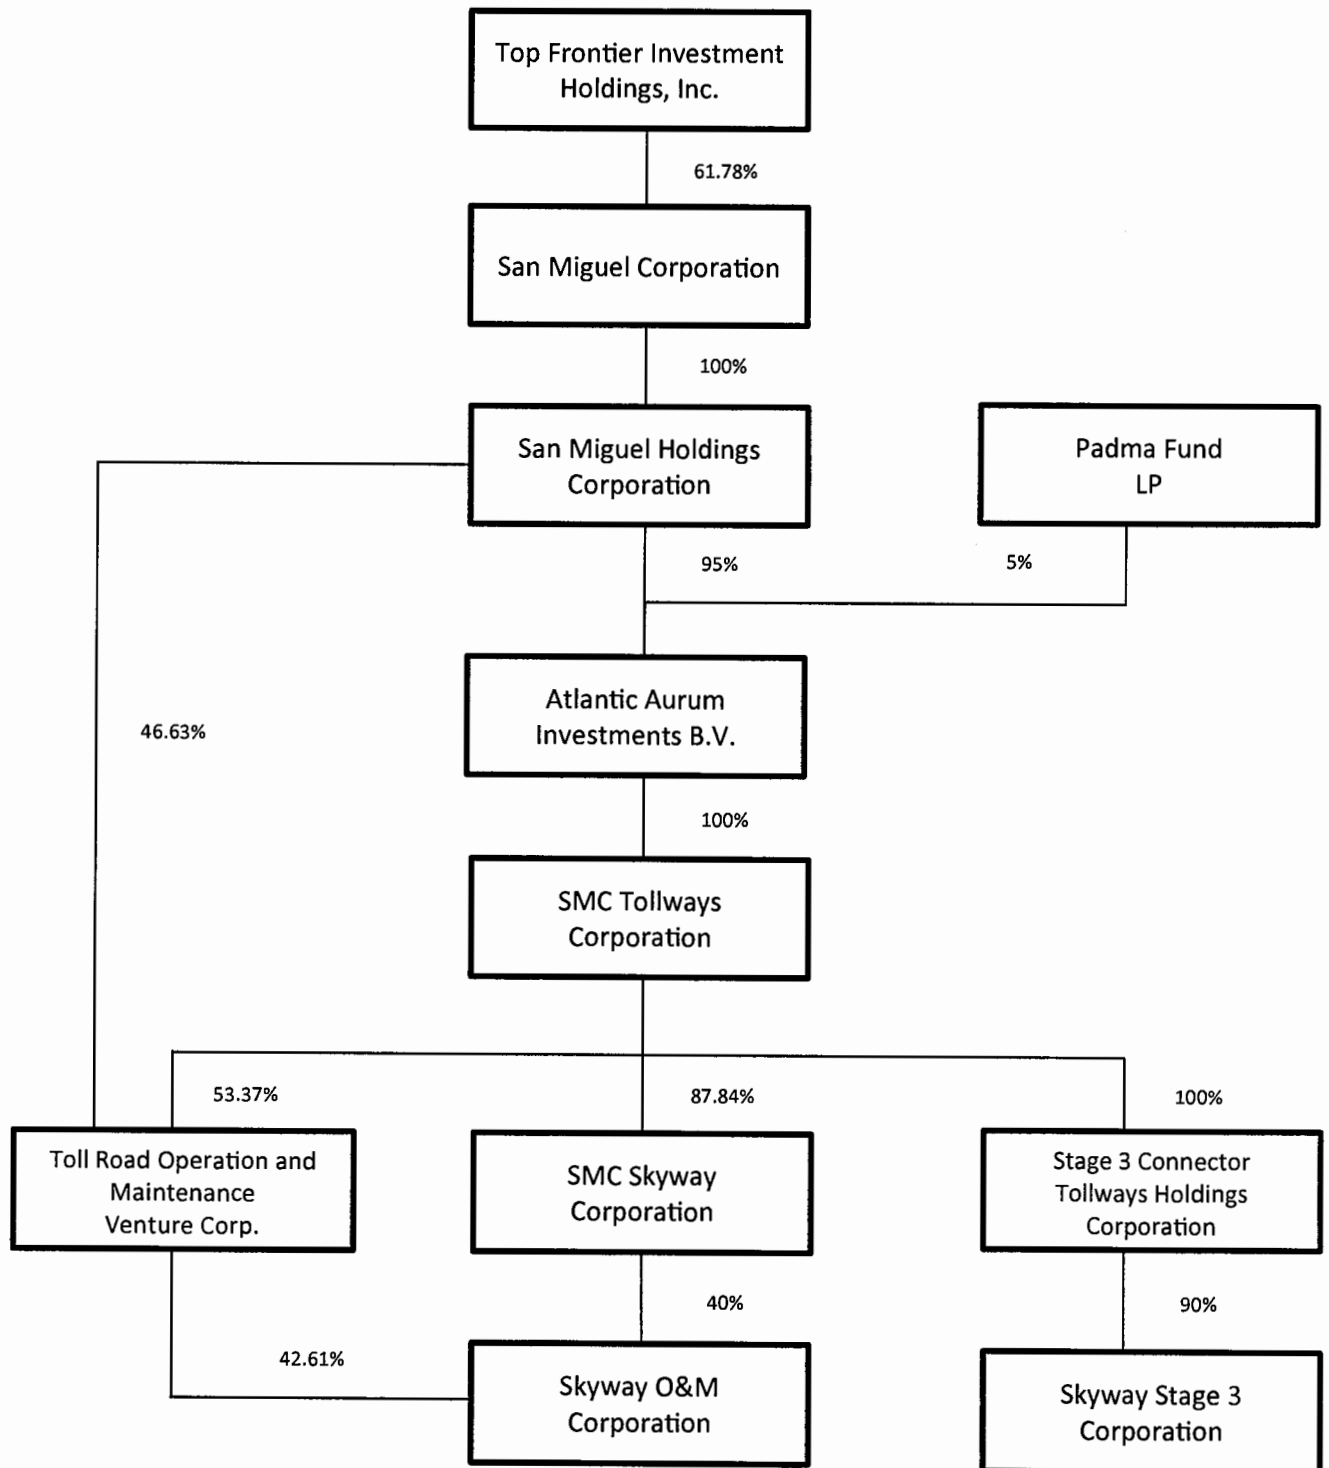 Top Frontier Investment
Holdings, Inc.
61.78%
San Miguel Corporation
100%
San Miguel Holdings
Corporation
Padma Fund
LP
95%
5%
46.63%
Atlantic Aurum
Investments B.V.
100%
SMC Tollways
Corporation
53.37%
87.84%
100%
Toll Road Operation and
Maintenance
Venture Corp.
SMC Skyway
Corporation
Stage 3 Connector
Tollways Holdings
Corporation
40%
90%
42.61%
Skyway O&M
Corporation
Skyway Stage 3
Corporation